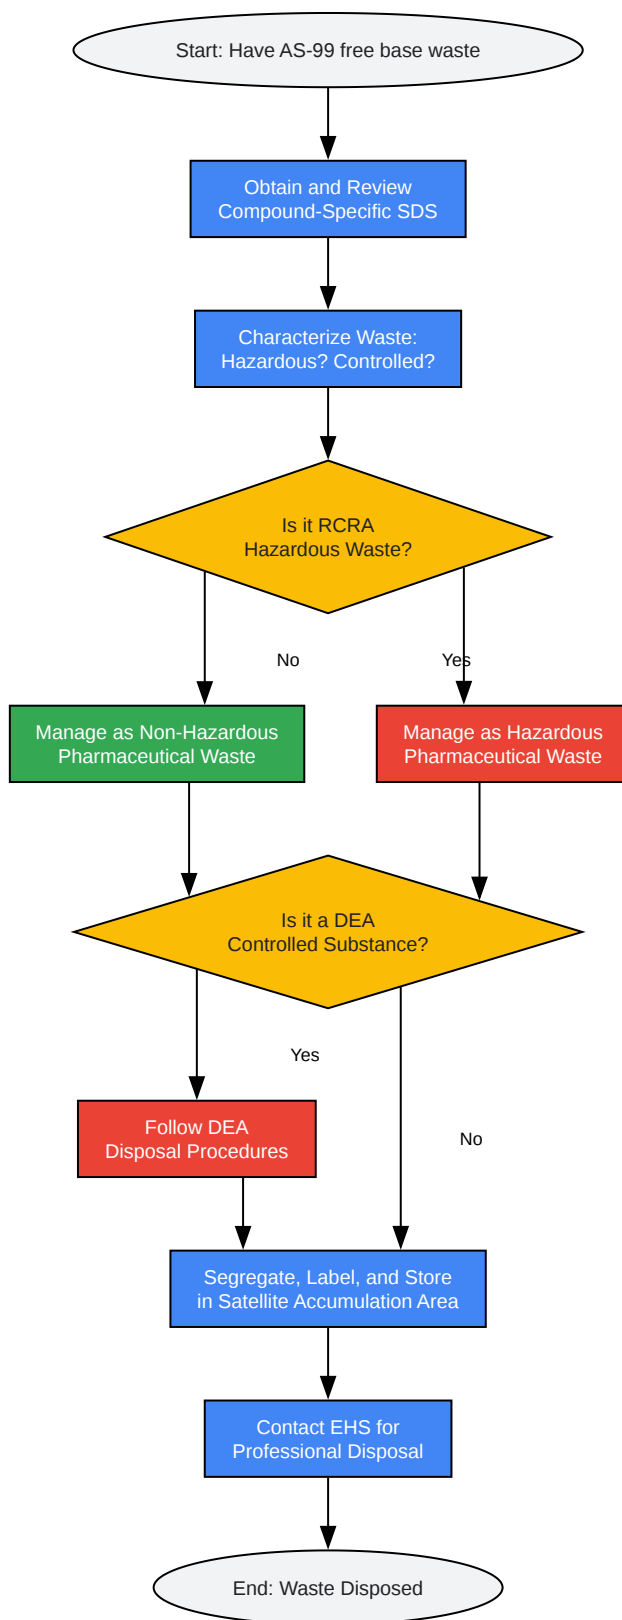 Start: Have AS-99 free base waste
Obtain and Review
Compound-Specific SDS
Characterize Waste:
Hazardous? Controlled?
Is it RCRA
Hazardous Waste?
No
Yes
Manage as Non-Hazardous
Pharmaceutical Waste
Manage as Hazardous
Pharmaceutical Waste
Is it a DEA
Controlled Substance?
Yes
Follow DEA
Disposal Procedures
No
Segregate, Label, and Store
in Satellite Accumulation Area
Contact EHS for
Professional Disposal
End: Waste Disposed